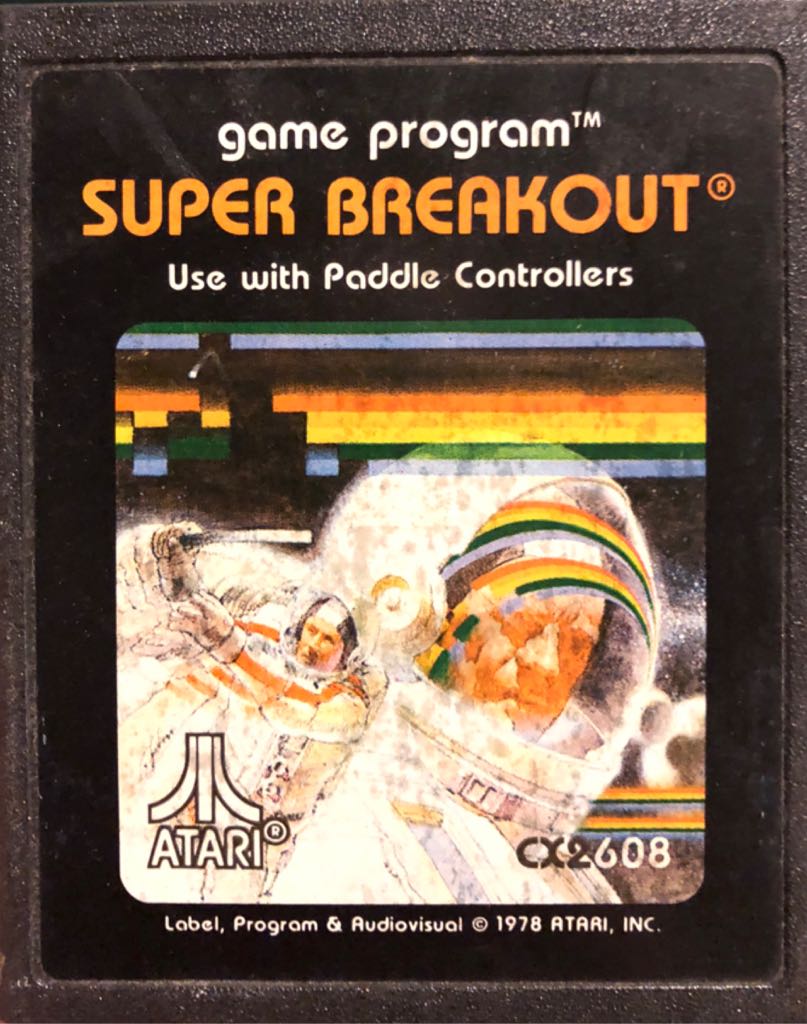 game program™
SUPER BREAKOUT®
Use with Paddle Controllers
ATARI®
CX2608
Label, Program & Audiovisual © 1978 ATARI, INC.